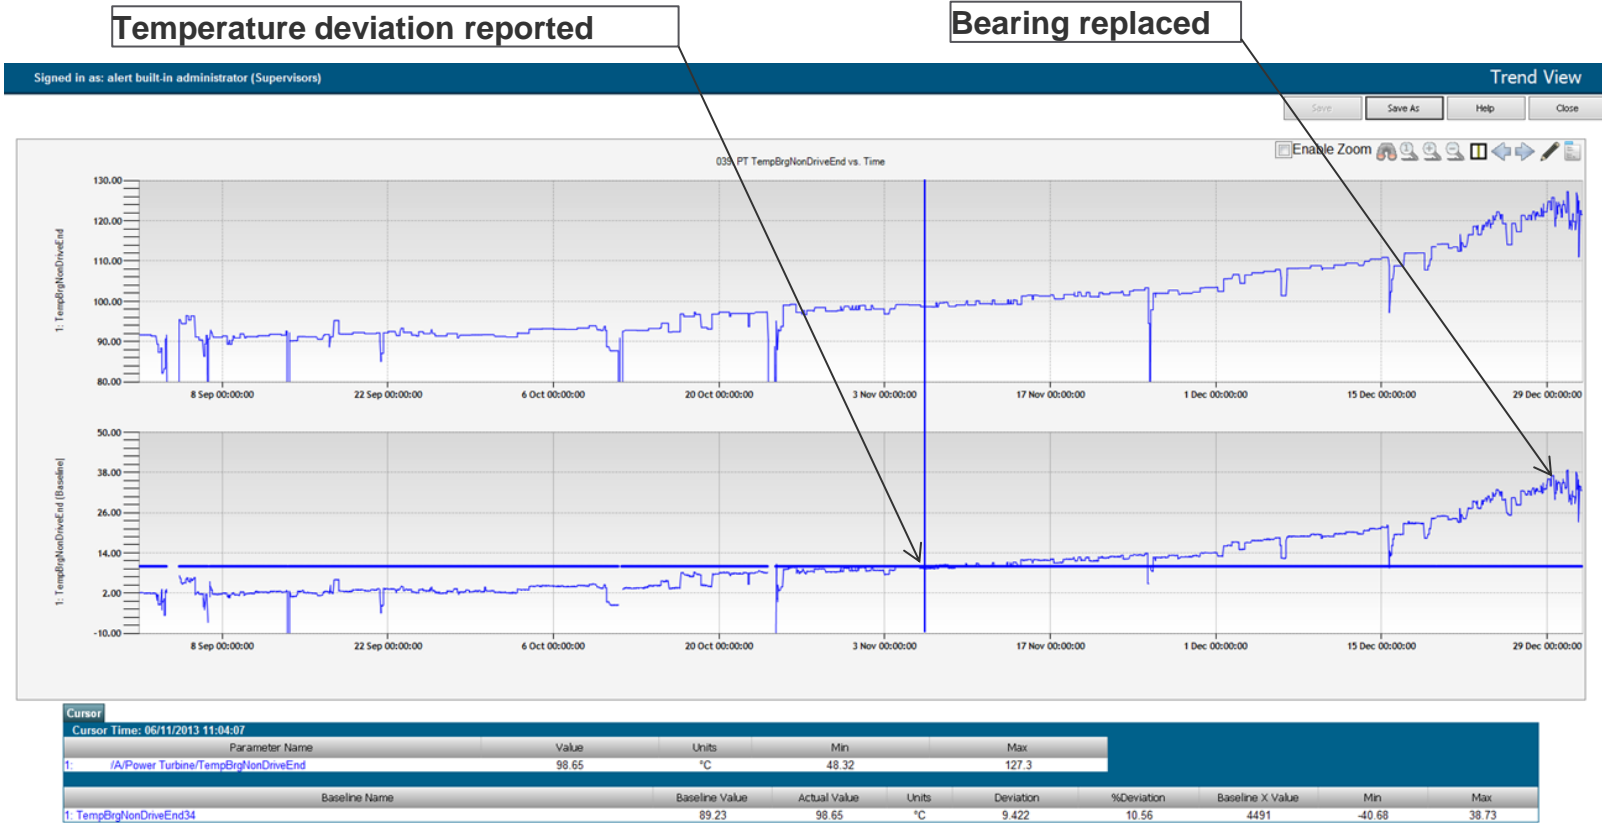 Temperature deviation reported
Bearing replaced
Signed in as: alert built-in administrator (Supervisors)
Trend View
Save
Save As
Help
Close
Enable Zoom
039. PT TempBrgNonDriveEnd vs. Time
1: TempBrgNonDriveEnd
130.00
120.00
110.00
100.00
90.00
80.00
8 Sep 00:00:00
22 Sep 00:00:00
6 Oct 00:00:00
20 Oct 00:00:00
3 Nov 00:00:00
17 Nov 00:00:00
1 Dec 00:00:00
15 Dec 00:00:00
29 Dec 00:00:00
1: TempBrgNonDriveEnd (Baseline)
50.00
38.00
26.00
14.00
2.00
-10.00
8 Sep 00:00:00
22 Sep 00:00:00
6 Oct 00:00:00
20 Oct 00:00:00
3 Nov 00:00:00
17 Nov 00:00:00
1 Dec 00:00:00
15 Dec 00:00:00
29 Dec 00:00:00
Cursor
Cursor Time: 06/11/2013 11:04:07
Parameter Name Value Units Min Max
1: /A/Power Turbine/TempBrgNonDriveEnd 98.65 °C 48.32 127.3
Baseline Name Baseline Value Actual Value Units Deviation %Deviation Baseline X Value Min Max
1: TempBrgNonDriveEnd34 89.23 98.65 °C 9.422 10.56 4491 -40.68 38.73